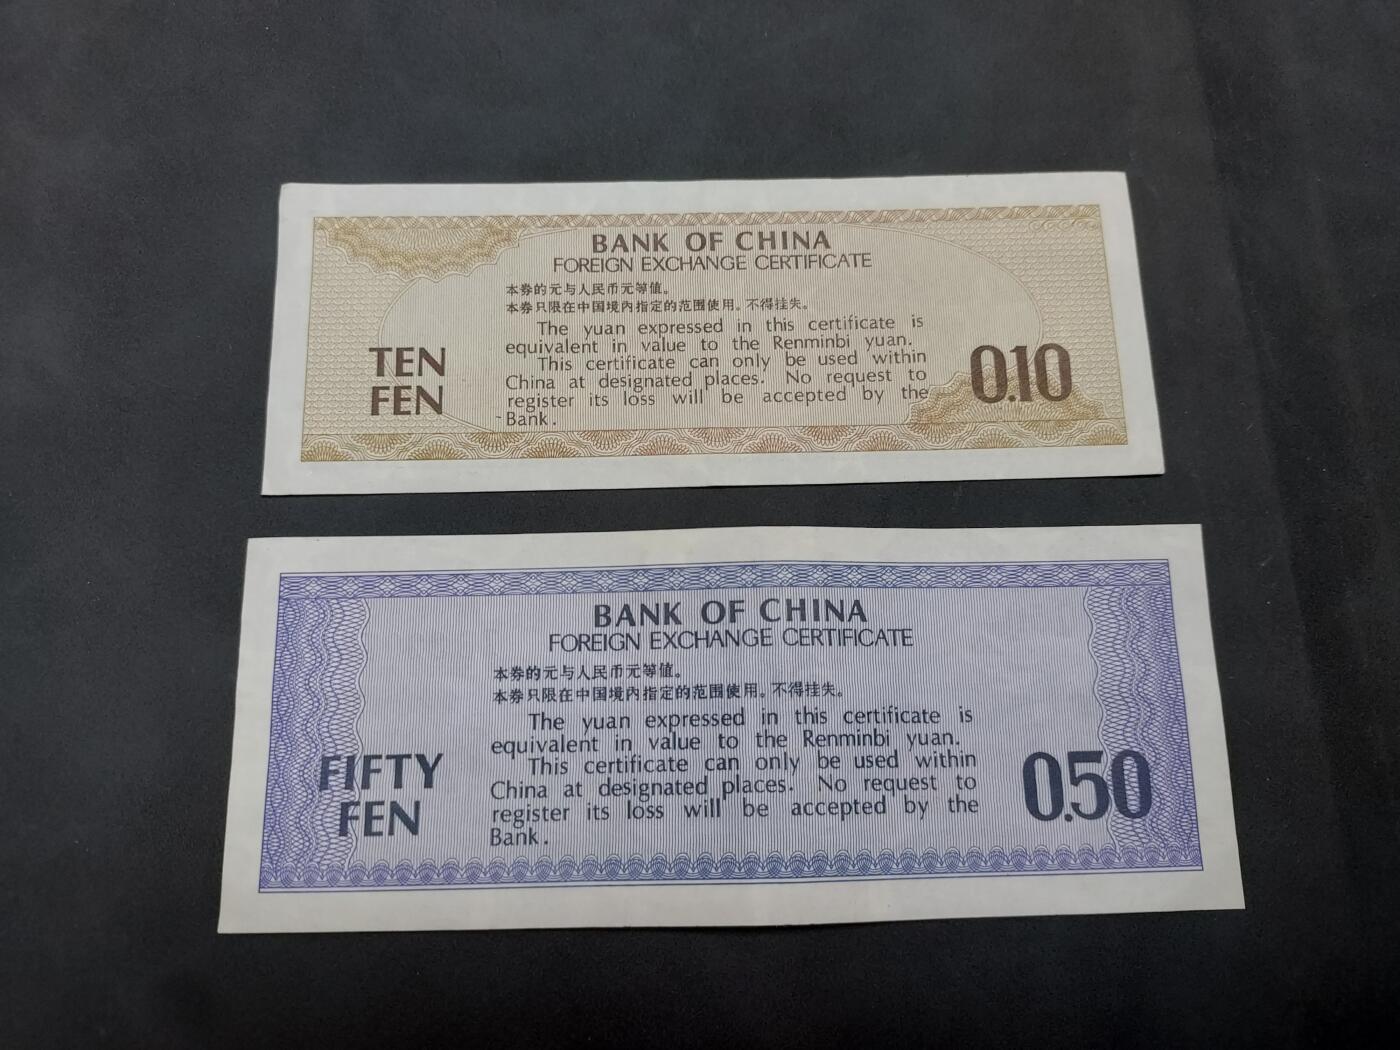 BANK OF CHINA
FOREIGN EXCHANGE CERTIFICATE
本券的元与人民币元等值。
本券只限在中国境内指定的范围使用。不得挂失。
The yuan expressed in this certificate is
equivalent in value to the Renminbi yuan.
This certificate can only be used within
China at designated places. No request to
register its loss will be accepted by the
Bank.
TEN
FEN
0.10
BANK OF CHINA
FOREIGN EXCHANGE CERTIFICATE
本券的元与人民币元等值。
本券只限在中国境内指定的范围使用。不得挂失。
The yuan expressed in this certificate is
equivalent in value to the Renminbi yuan.
This certificate can only be used within
China at designated places. No request to
register its loss will be accepted by the
Bank.
FIFTY
FEN
0.50